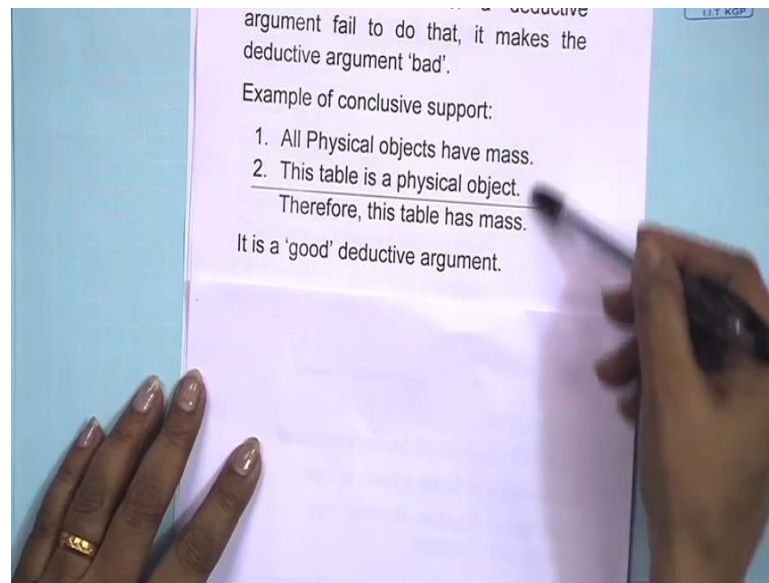 deductive
I.I.T. KGP
argument fail to do that, it makes the
deductive argument ‘bad’.
Example of conclusive support:
1. All Physical objects have mass.
2. This table is a physical object.
Therefore, this table has mass.
It is a ‘good’ deductive argument.